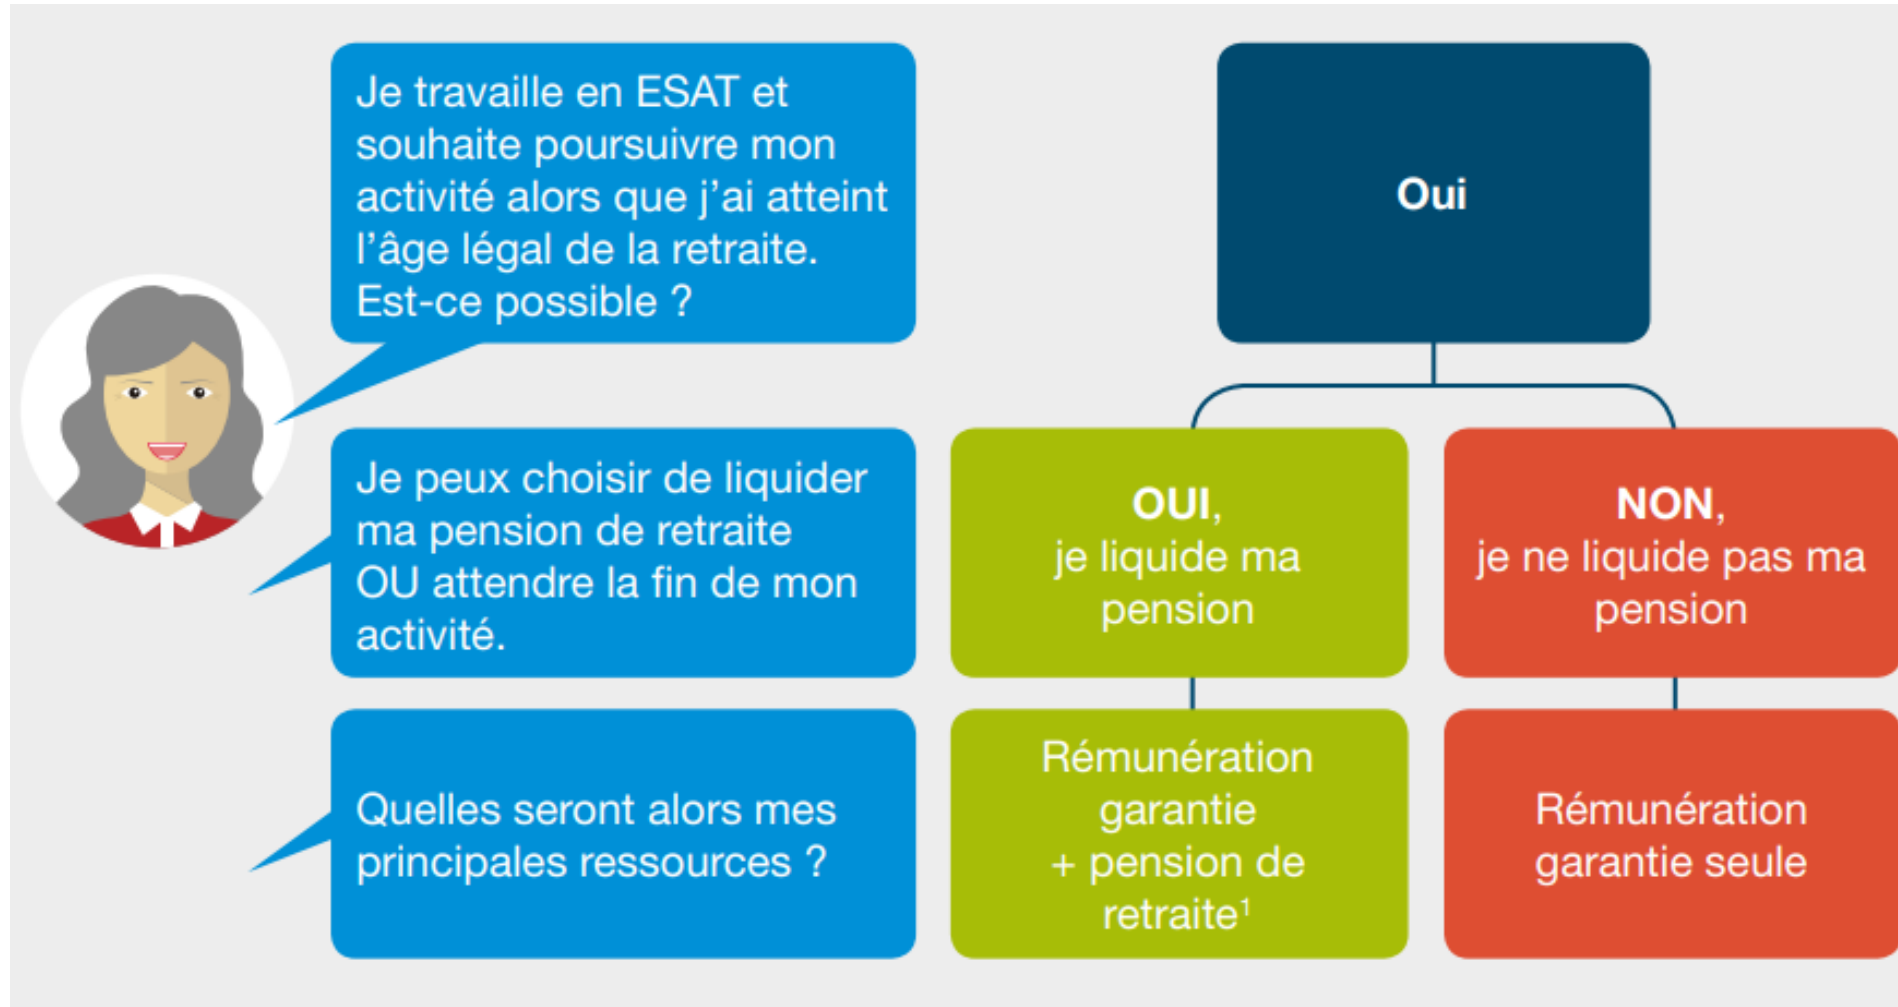 Je travaille en ESAT et
souhaite poursuivre mon
activité alors que j’ai atteint
l’âge légal de la retraite.
Est-ce possible ?
Oui
Je peux choisir de liquider
ma pension de retraite
OU attendre la fin de mon
activité.
OUI,
je liquide ma
pension
NON,
je ne liquide pas ma
pension
Quelles seront alors mes
principales ressources ?
Rémunération
garantie
+ pension de
retraite¹
Rémunération
garantie seule